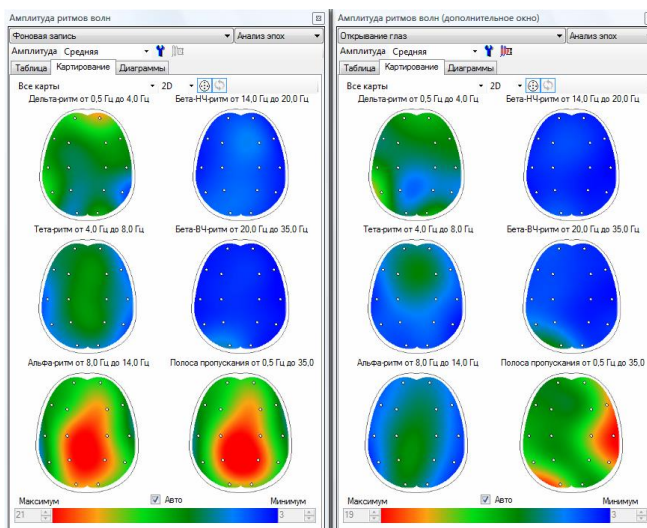 Амплитуда ритмов волн
Фоновая запись
Анализ эпох
Амплитуда Средняя
Таблица Картирование Диаграммы
Все карты 2D
Дельта-ритм от 0,5 Гц до 4,0 Гц Бета-НЧ-ритм от 14,0 Гц до 20,0 Гц
Тета-ритм от 4,0 Гц до 8,0 Гц Бета-ВЧ-ритм от 20,0 Гц до 35,0 Гц
Альфа-ритм от 8,0 Гц до 14,0 Гц Полоса пропускания от 0,5 Гц до 35,0
Максимум Авто Минимум
21 3
Амплитуда ритмов волн (дополнительное окно)
Открывание глаз
Анализ эпох
Амплитуда Средняя
Таблица Картирование Диаграммы
Все карты 2D
Дельта-ритм от 0,5 Гц до 4,0 Гц Бета-НЧ-ритм от 14,0 Гц до 20,0 Гц
Тета-ритм от 4,0 Гц до 8,0 Гц Бета-ВЧ-ритм от 20,0 Гц до 35,0 Гц
Альфа-ритм от 8,0 Гц до 14,0 Гц Полоса пропускания от 0,5 Гц до 35,0
Максимум Авто Минимум
19 3